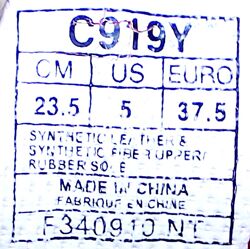 C919Y
CM US EURO
23.5 5 37.5
SYNTHETIC LEATHER &
SYNTHETIC FIBER UPPER/
RUBBER SOLE
MADE IN CHINA
FABRIQUE EN CHINE
F340910 NT